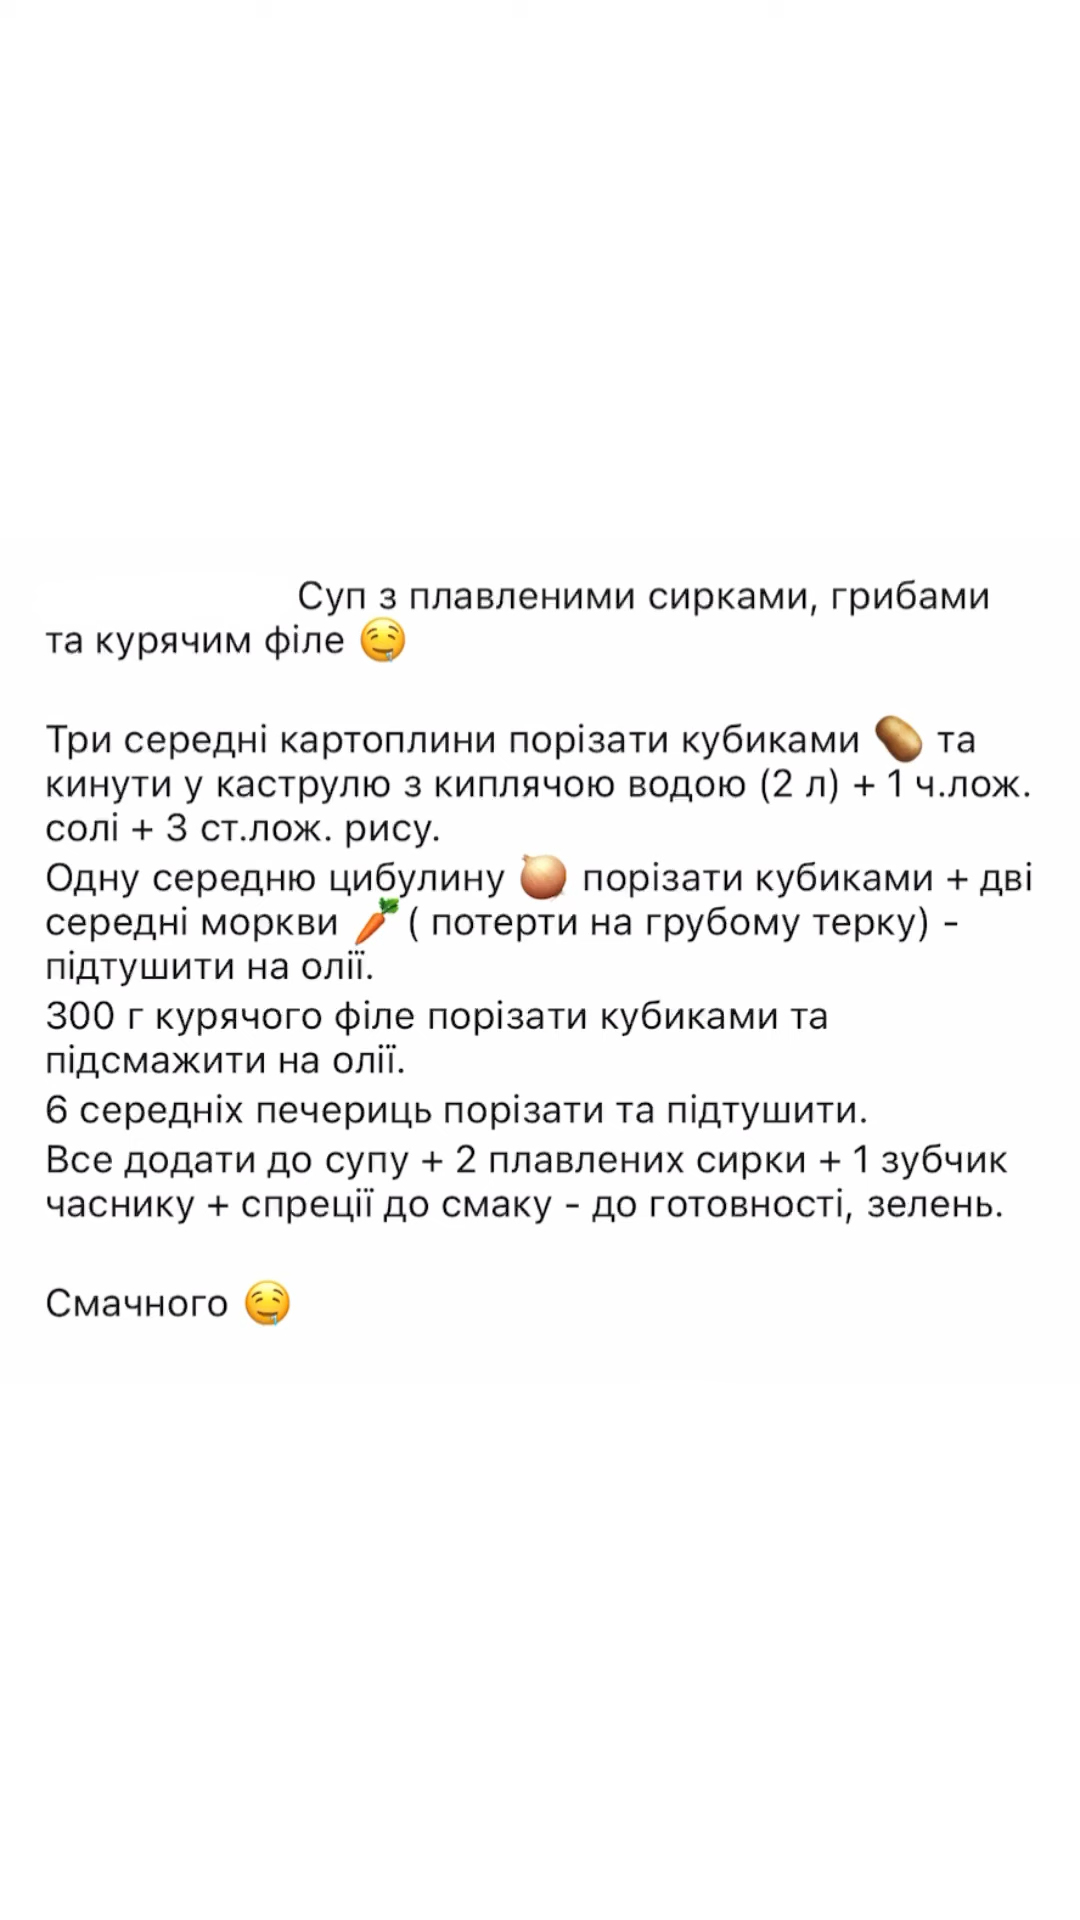 Суп з плавленими сирками, грибами
та курячим філе 🤤
Три середні картоплини порізати кубиками 🥔 та
кинути у каструлю з киплячою водою (2 л) + 1 ч.лож.
солі + 3 ст.лож. рису.
Одну середню цибулину 🧅 порізати кубиками + дві
середні моркви 🥕 ( потерти на грубому терку) -
підтушити на олії.
300 г курячого філе порізати кубиками та
підсмажити на олії.
6 середніх печериць порізати та підтушити.
Все додати до супу + 2 плавлених сирки + 1 зубчик
часнику + спреції до смаку - до готовності, зелень.
Смачного 🤤